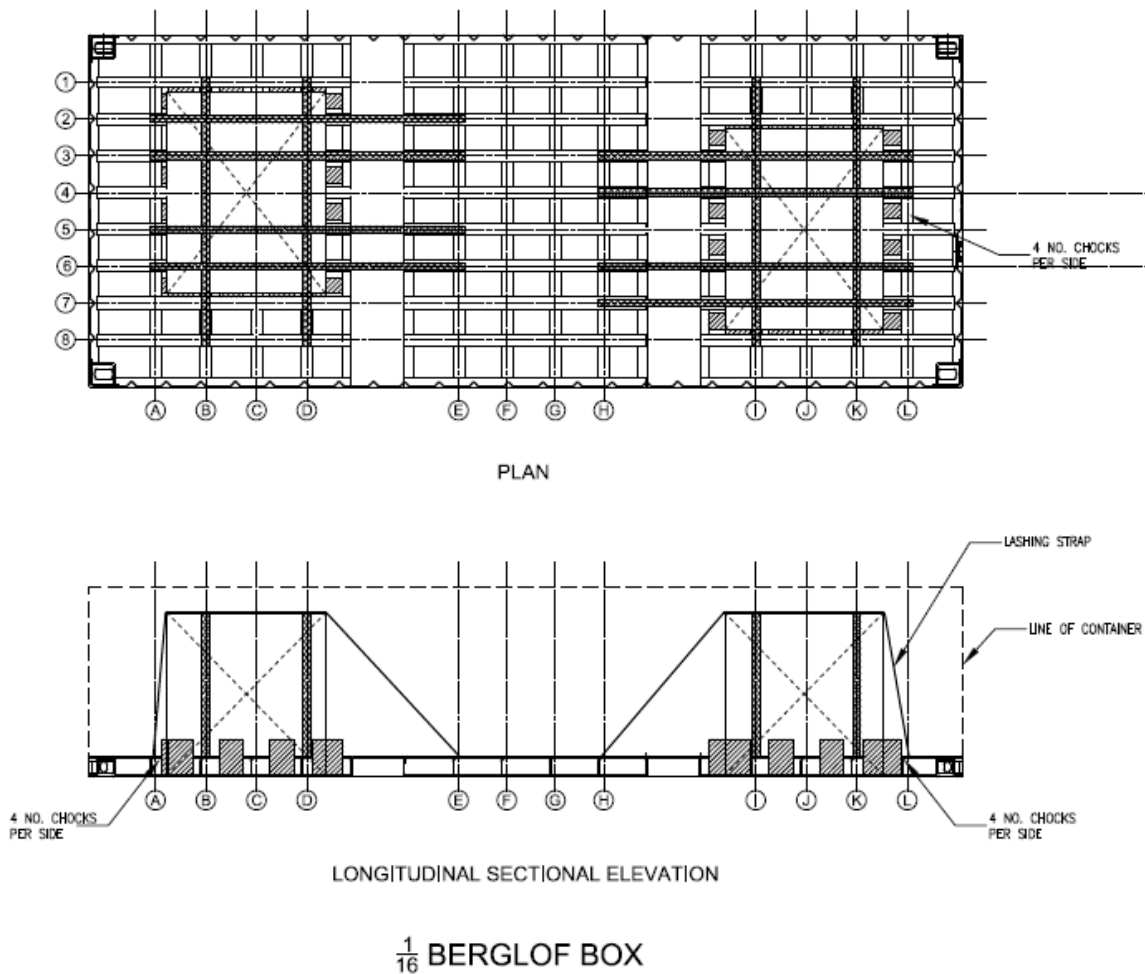 1
2
3
4
5
6
7
8
4 NO. CHOCKS
PER SIDE
A B C D E F G H I J K L
PLAN
LASHING STRAP
LINE OF CONTAINER
A B C D E F G H I J K L
4 NO. CHOCKS
PER SIDE
4 NO. CHOCKS
PER SIDE
LONGITUDINAL SECTIONAL ELEVATION
1/16 BERGLOF BOX